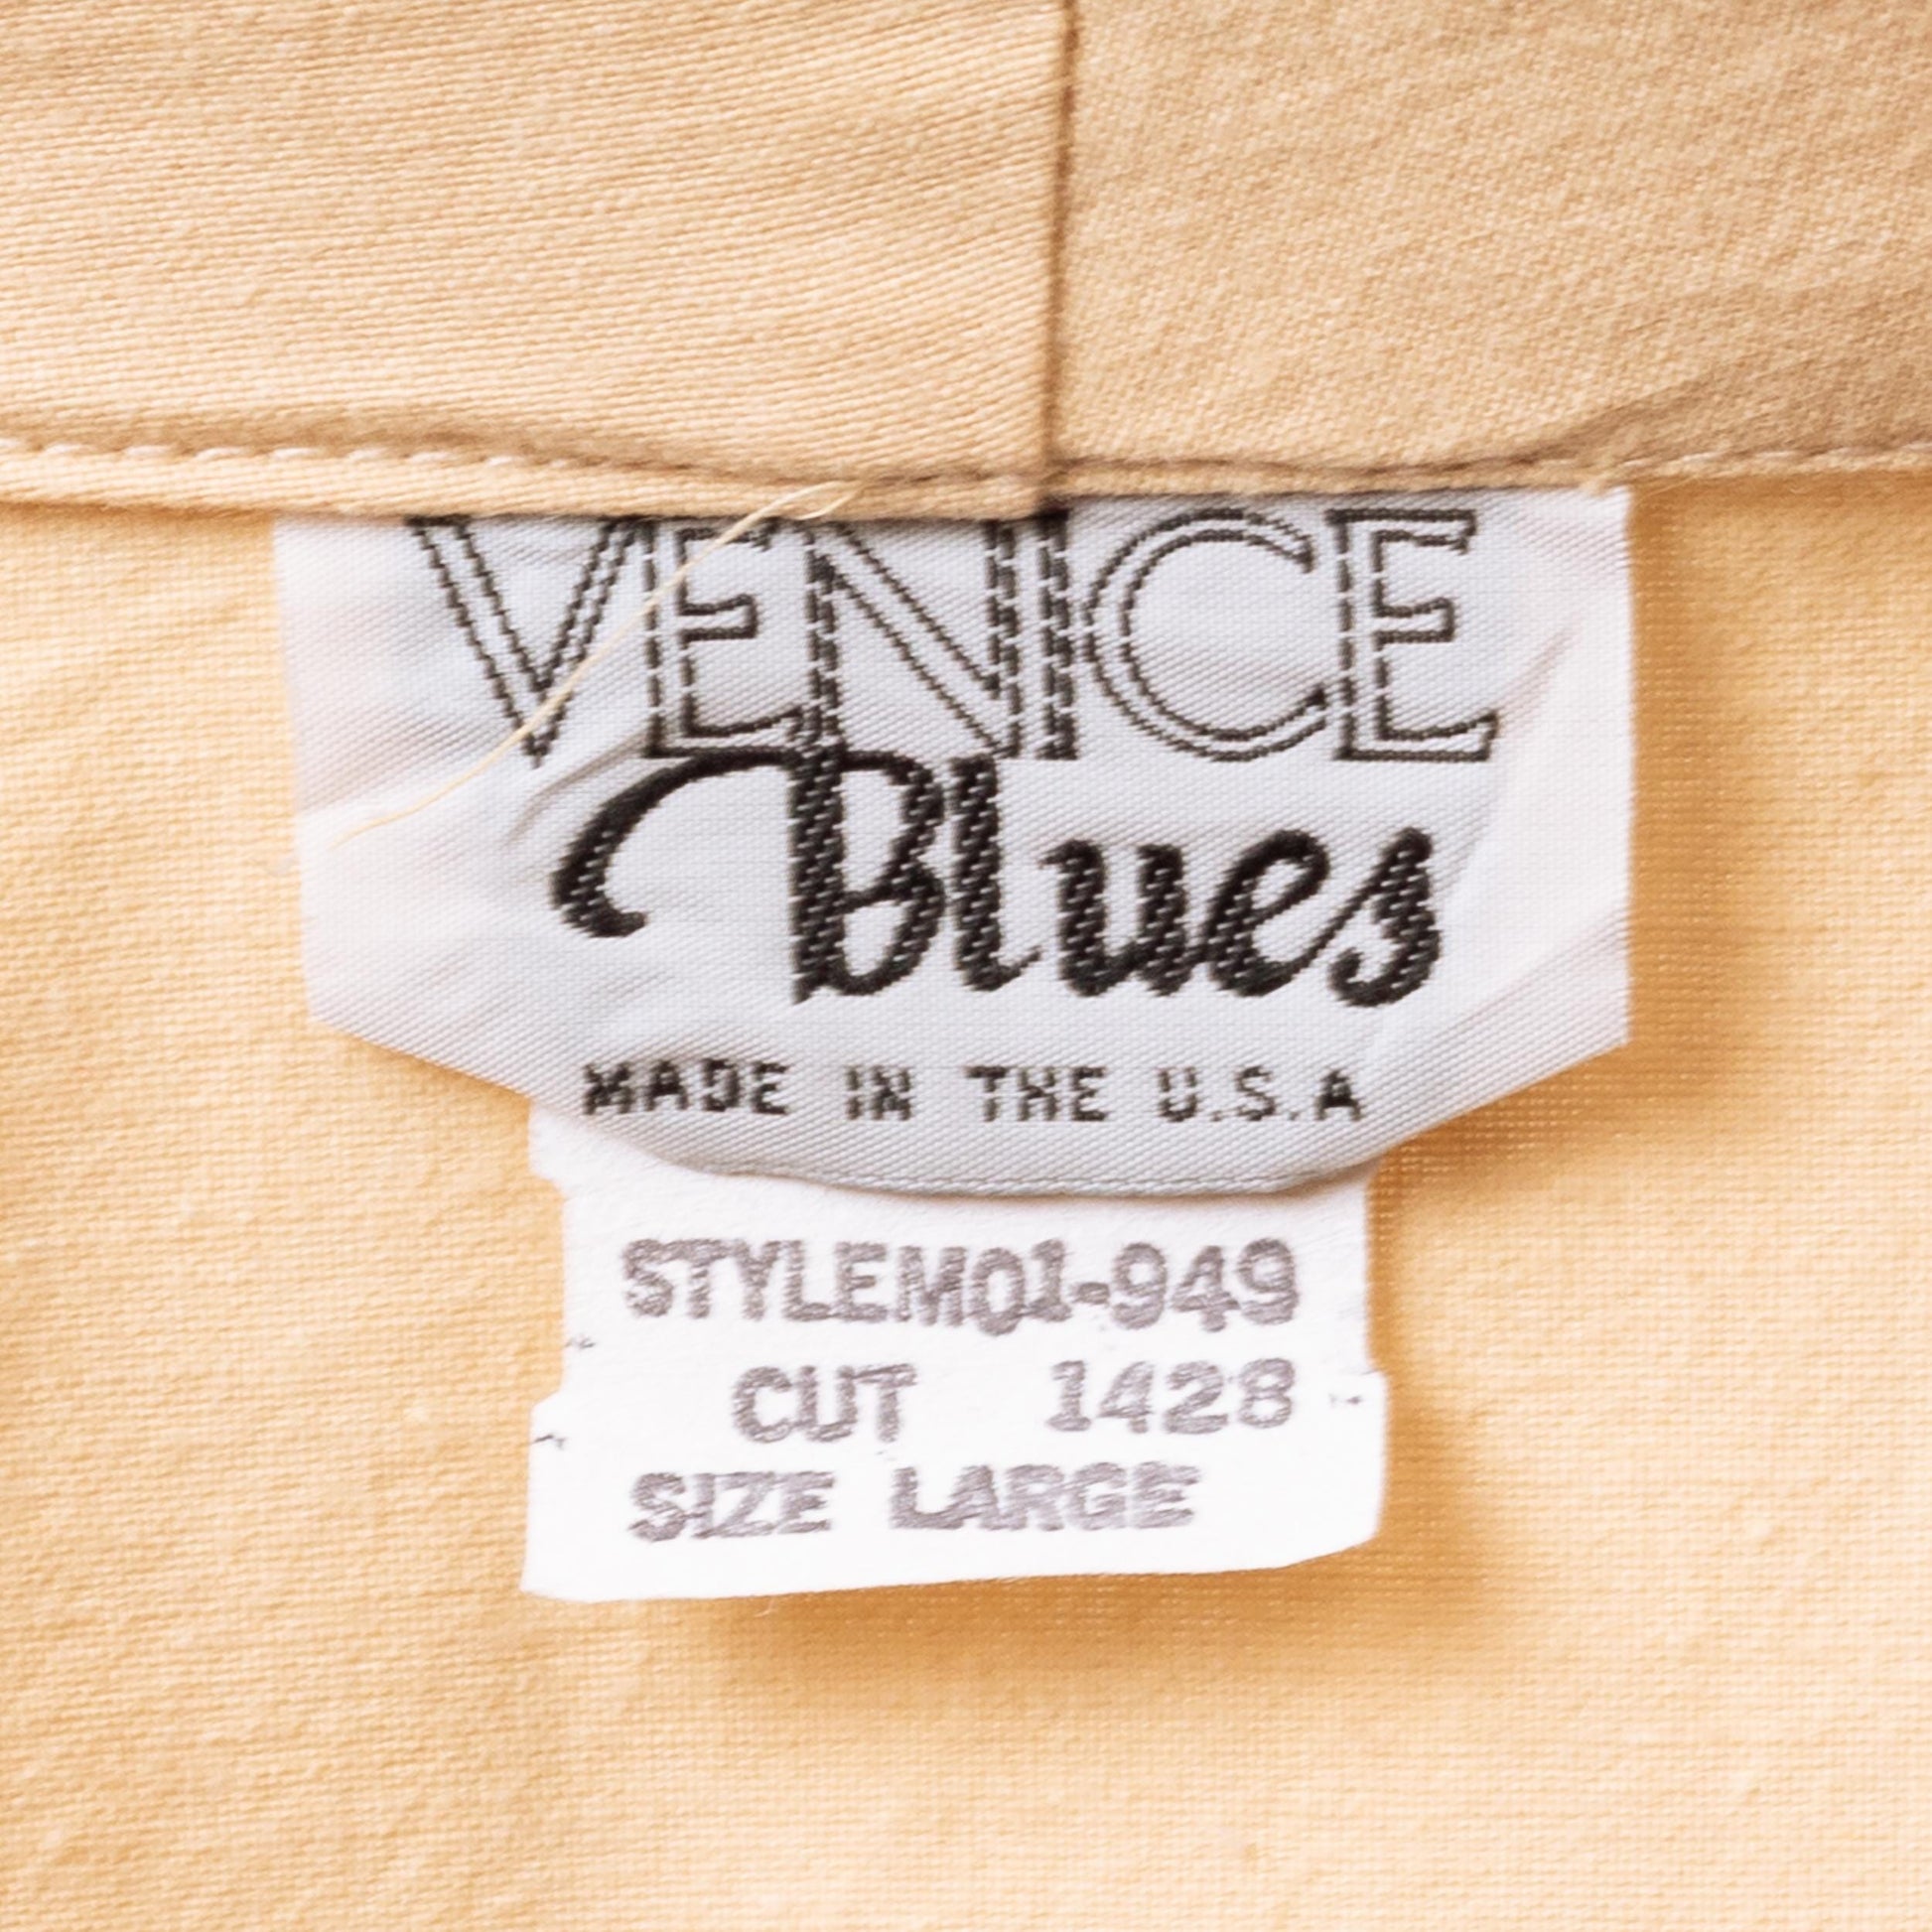 VENICE
Blues
MADE IN THE U.S.A
STYLEM01-949
CUT 1428
SIZE LARGE